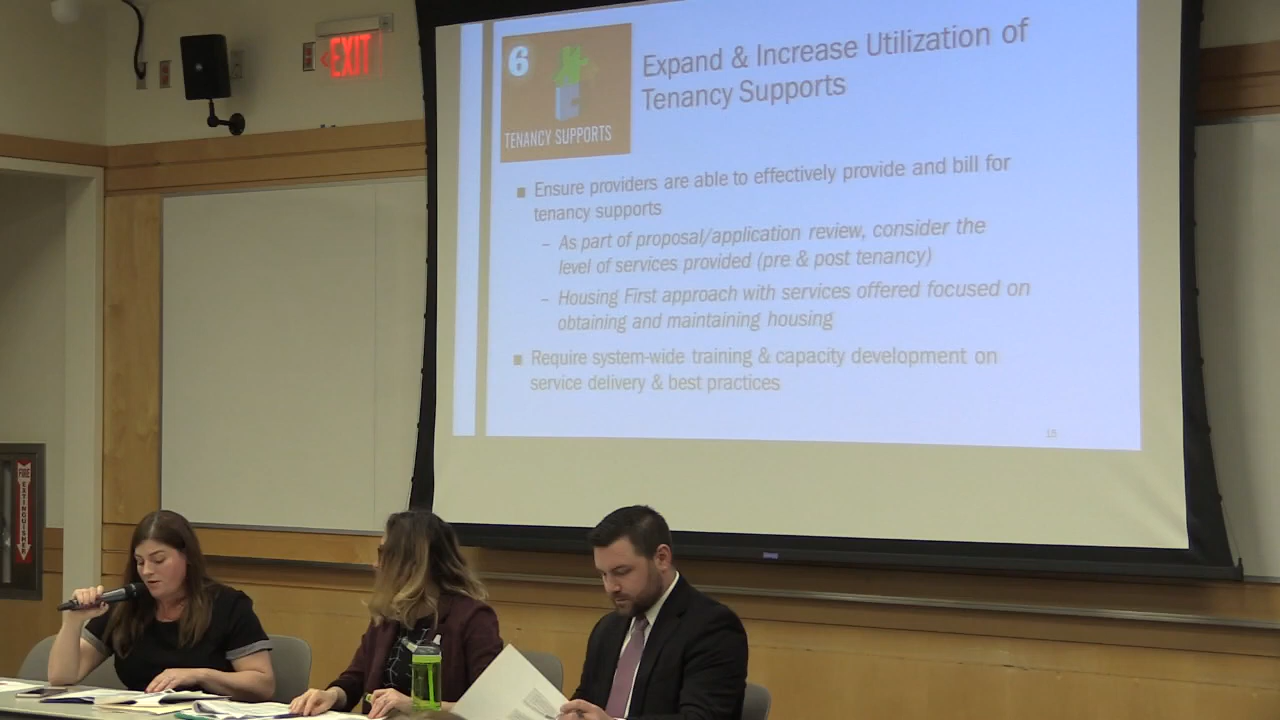 EXIT
6
TENANCY SUPPORTS
Expand & Increase Utilization of
Tenancy Supports
■ Ensure providers are able to effectively provide and bill for
tenancy supports
– As part of proposal/application review, consider the
level of services provided (pre & post tenancy)
– Housing First approach with services offered focused on
obtaining and maintaining housing
■ Require system-wide training & capacity development on
service delivery & best practices
15
FIRE
EXTINGUISHER